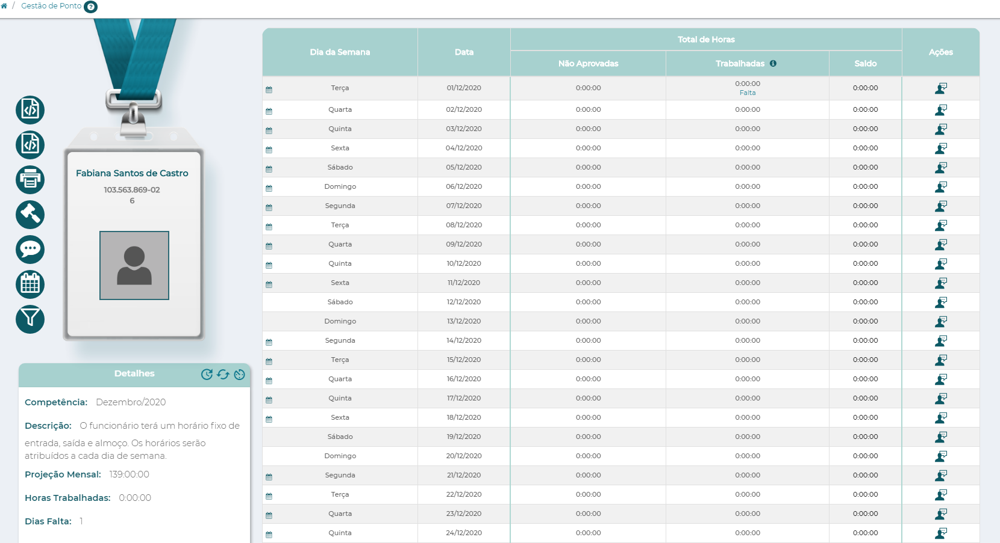 / Gestão de Ponto
Fabiana Santos de Castro
103.563.869-02
6
Detalhes
Competência: Dezembro/2020
Descrição: O funcionário terá um horário fixo de
entrada, saída e almoço. Os horários serão
atribuídos a cada dia de semana.
Projeção Mensal: 139:00:00
Horas Trabalhadas: 0:00:00
Dias Falta: 1
Dia da Semana Data Total de Horas Ações
Não Aprovadas Trabalhadas Saldo
Terça 01/12/2020 0:00:00 0:00:00 0:00:00
Falta
Quarta 02/12/2020 0:00:00 0:00:00 0:00:00
Quinta 03/12/2020 0:00:00 0:00:00 0:00:00
Sexta 04/12/2020 0:00:00 0:00:00 0:00:00
Sábado 05/12/2020 0:00:00 0:00:00 0:00:00
Domingo 06/12/2020 0:00:00 0:00:00 0:00:00
Segunda 07/12/2020 0:00:00 0:00:00 0:00:00
Terça 08/12/2020 0:00:00 0:00:00 0:00:00
Quarta 09/12/2020 0:00:00 0:00:00 0:00:00
Quinta 10/12/2020 0:00:00 0:00:00 0:00:00
Sexta 11/12/2020 0:00:00 0:00:00 0:00:00
Sábado 12/12/2020 0:00:00 0:00:00 0:00:00
Domingo 13/12/2020 0:00:00 0:00:00 0:00:00
Segunda 14/12/2020 0:00:00 0:00:00 0:00:00
Terça 15/12/2020 0:00:00 0:00:00 0:00:00
Quarta 16/12/2020 0:00:00 0:00:00 0:00:00
Quinta 17/12/2020 0:00:00 0:00:00 0:00:00
Sexta 18/12/2020 0:00:00 0:00:00 0:00:00
Sábado 19/12/2020 0:00:00 0:00:00 0:00:00
Domingo 20/12/2020 0:00:00 0:00:00 0:00:00
Segunda 21/12/2020 0:00:00 0:00:00 0:00:00
Terça 22/12/2020 0:00:00 0:00:00 0:00:00
Quarta 23/12/2020 0:00:00 0:00:00 0:00:00
Quinta 24/12/2020 0:00:00 0:00:00 0:00:00